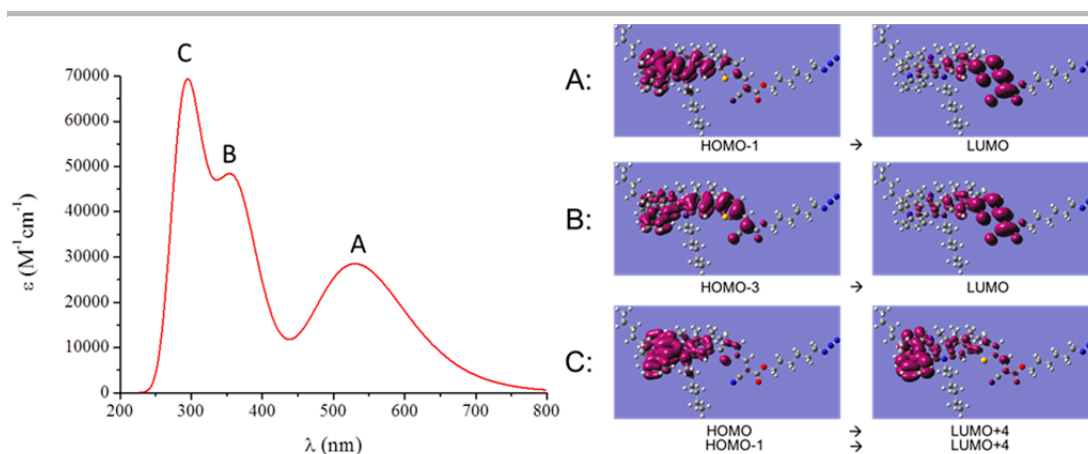 C
B
A
70000
60000
50000
40000
30000
20000
10000
0
200
300
400
500
600
700
800
ε (M⁻¹cm⁻¹)
λ (nm)
A:
HOMO-1 → LUMO
B:
HOMO-3 → LUMO
C:
HOMO → LUMO+4
HOMO-1 → LUMO+4